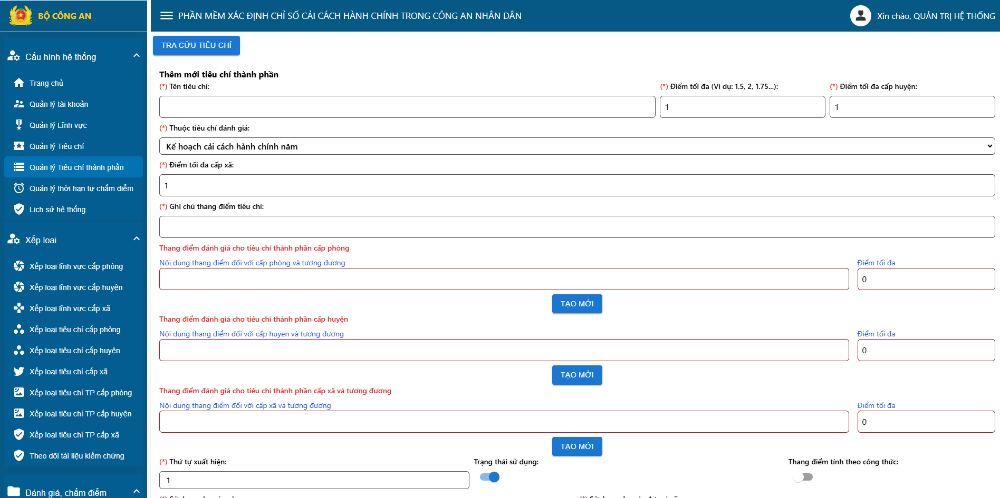 BỘ CÔNG AN
PHẦN MỀM XÁC ĐỊNH CHỈ SỐ CẢI CÁCH HÀNH CHÍNH TRONG CÔNG AN NHÂN DÂN
Xin chào, QUẢN TRỊ HỆ THỐNG
Cấu hình hệ thống
Trang chủ
Quản lý tài khoản
Quản lý Lĩnh vực
Quản lý Tiêu chí
Quản lý Tiêu chí thành phần
Quản lý thời hạn tự chấm điểm
Lịch sử hệ thống
Xếp loại
Xếp loại lĩnh vực cấp phòng
Xếp loại lĩnh vực cấp huyện
Xếp loại lĩnh vực cấp xã
Xếp loại tiêu chí cấp phòng
Xếp loại tiêu chí cấp huyện
Xếp loại tiêu chí cấp xã
Xếp loại tiêu chí TP cấp phòng
Xếp loại tiêu chí TP cấp huyện
Xếp loại tiêu chí TP cấp xã
Theo dõi tài liệu kiểm chứng
Đánh giá, chấm điểm
TRA CỨU TIÊU CHÍ
Thêm mới tiêu chí thành phần
(*) Tên tiêu chí:
(*) Điểm tối đa (Ví dụ: 1.5, 2, 1.75...):
1
(*) Điểm tối đa cấp huyện:
1
(*) Thuộc tiêu chí đánh giá:
Kế hoạch cải cách hành chính năm
(*) Điểm tối đa cấp xã:
1
(*) Ghi chú thang điểm tiêu chí:
Thang điểm đánh giá cho tiêu chí thành phần cấp phòng
Nội dung thang điểm đối với cấp phòng và tương đương
Điểm tối đa
0
TẠO MỚI
Thang điểm đánh giá cho tiêu chí thành phần cấp huyện
Nội dung thang điểm đối với cấp huyen và tương đương
Điểm tối đa
0
TẠO MỚI
Thang điểm đánh giá cho tiêu chí thành phần cấp xã và tương đương
Nội dung thang điểm đối với cấp xã và tương đương
Điểm tối đa
0
TẠO MỚI
(*) Thứ tự xuất hiện:
1
Trạng thái sử dụng:
Thang điểm tính theo công thức: